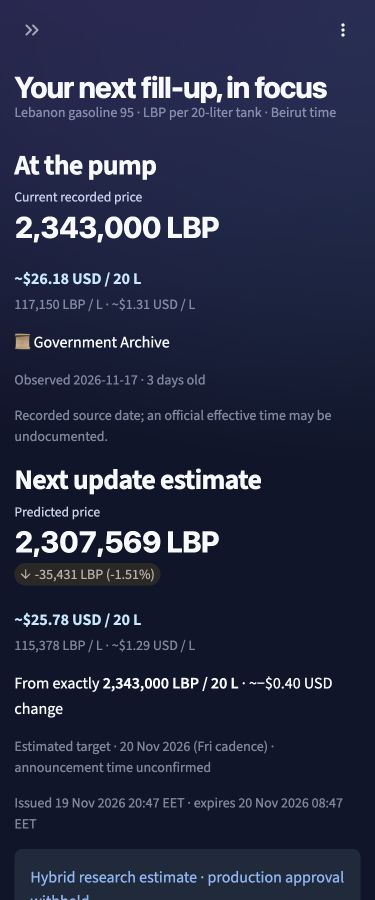 Your next fill-up, in focus
Lebanon gasoline 95 · LBP per 20-liter tank · Beirut time
At the pump
Current recorded price
2,343,000 LBP
~$26.18 USD / 20 L
117,150 LBP / L · ~$1.31 USD / L
Government Archive
Observed 2026-11-17 · 3 days old
Recorded source date; an official effective time may be
undocumented.
Next update estimate
Predicted price
2,307,569 LBP
↓ -35,431 LBP (-1.51%)
~$25.78 USD / 20 L
115,378 LBP / L · ~$1.29 USD / L
From exactly 2,343,000 LBP / 20 L · ~−$0.40 USD
change
Estimated target · 20 Nov 2026 (Fri cadence) ·
announcement time unconfirmed
Issued 19 Nov 2026 20:47 EET · expires 20 Nov 2026 08:47
EET
Hybrid research estimate · production approval
withheld